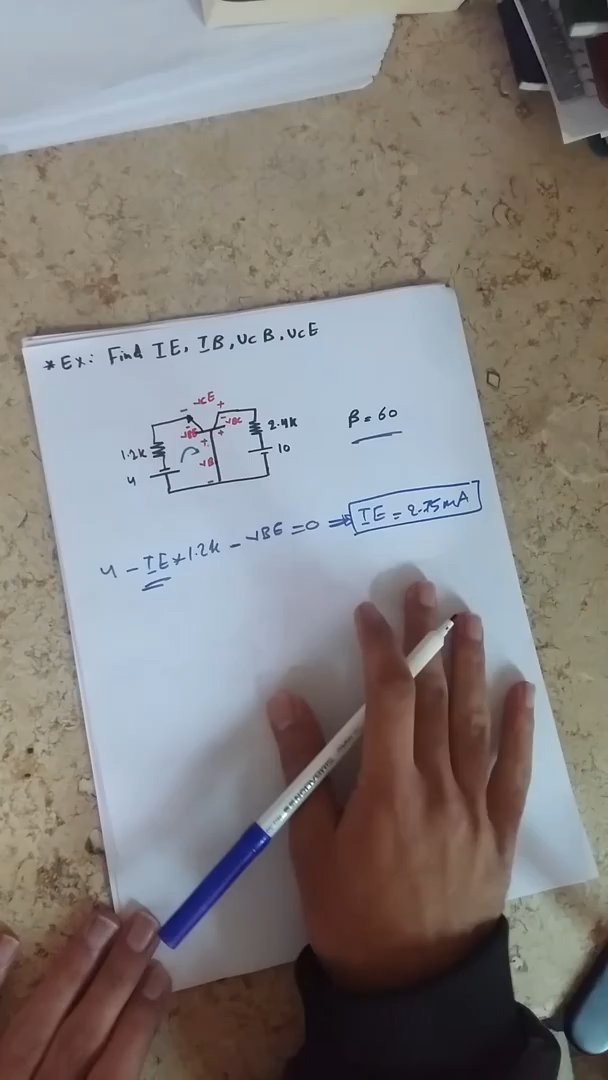 *Ex: Find IE, IB, VCB, VCE
VCE
- +
VBE
- VBC
+
1.2k
2.4k
β = 60
4
VB
10
4 - IE * 1.2k - VBE = 0 ⇒ IE = 2.75mA
SENCOVERIS